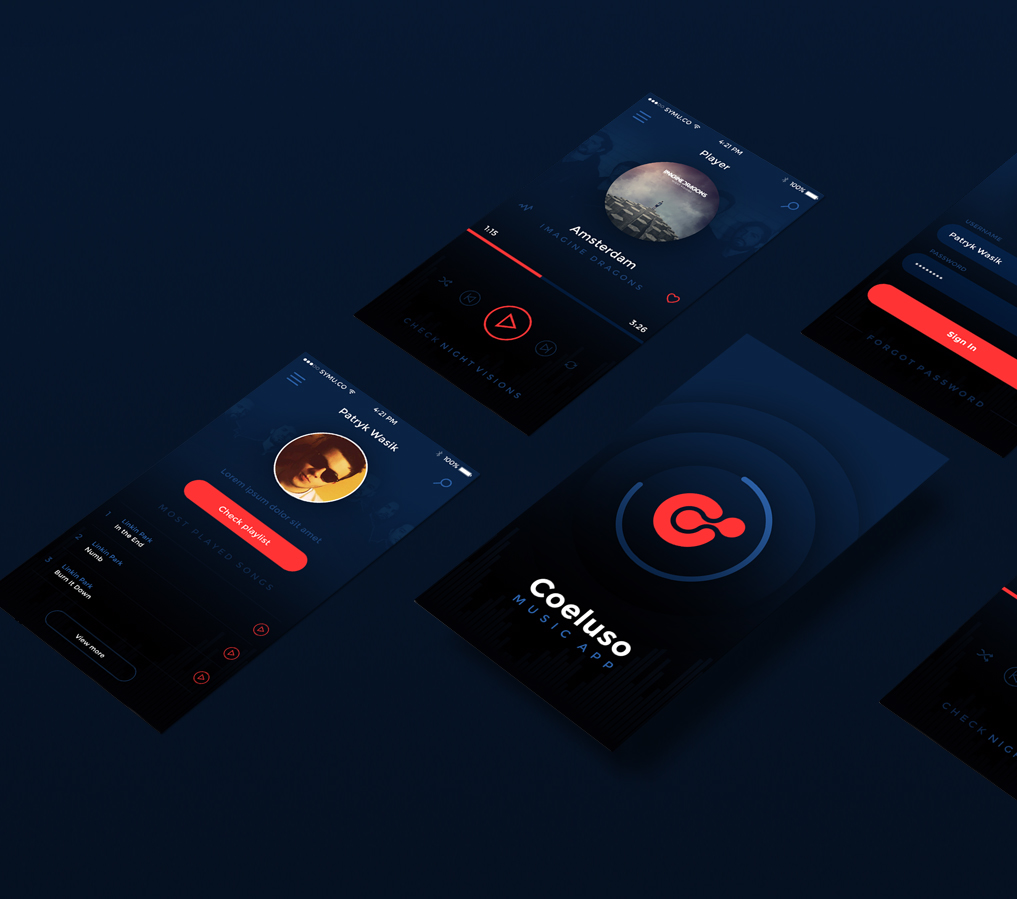 SYMU.CO
4:21 PM
100%
Player
IMAGINE DRAGONS
Amsterdam
IMAGINE DRAGONS
1:15
3:26
CHECK NIGHT VISIONS
USERNAME
Patryk Wasik
PASSWORD
Sign In
FORGOT PASSWORD
SYMU.CO
4:21 PM
100%
Patryk Wasik
Lorem ipsum dolor sit amet
Check playlist
MOST PLAYED SONGS
1
Linkin Park
In the End
2
Linkin Park
Numb
3
Linkin Park
Burn It Down
View more
Coeluso
MUSIC APP
CHECK NIG